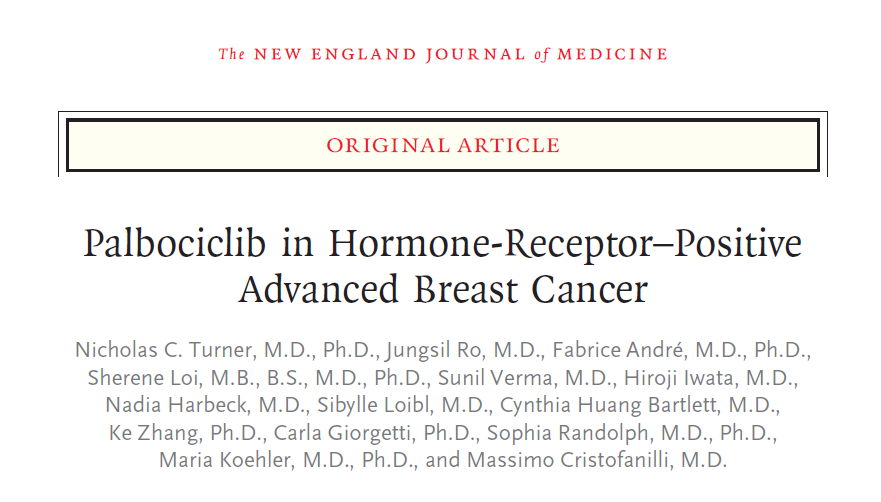 The NEW ENGLAND JOURNAL of MEDICINE
ORIGINAL ARTICLE
Palbociclib in Hormone-Receptor–Positive
Advanced Breast Cancer
Nicholas C. Turner, M.D., Ph.D., Jungsil Ro, M.D., Fabrice André, M.D., Ph.D.,
Sherene Loi, M.B., B.S., M.D., Ph.D., Sunil Verma, M.D., Hiroji Iwata, M.D.,
Nadia Harbeck, M.D., Sibylle Loibl, M.D., Cynthia Huang Bartlett, M.D.,
Ke Zhang, Ph.D., Carla Giorgetti, Ph.D., Sophia Randolph, M.D., Ph.D.,
Maria Koehler, M.D., Ph.D., and Massimo Cristofanilli, M.D.